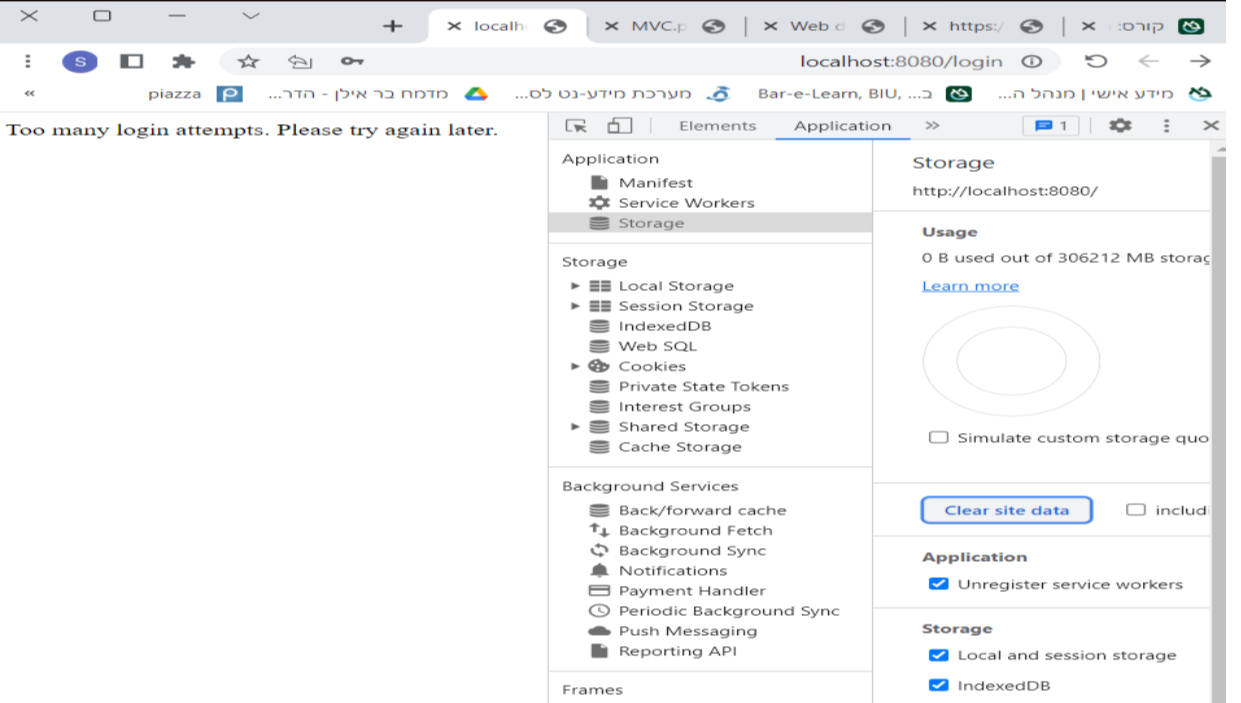 localh
MVC.p
Web d
https:/
קורס:
S
localhost:8080/login
piazza
מדמח בר אילן - הדר...
מערכת מידע-נט לס...
Bar-e-Learn, BIU, ...ב
מידע אישי | מנהל ה...
Too many login attempts. Please try again later.
Elements
Application
1
Application
Manifest
Service Workers
Storage
Storage
Local Storage
Session Storage
IndexedDB
Web SQL
Cookies
Private State Tokens
Interest Groups
Shared Storage
Cache Storage
Background Services
Back/forward cache
Background Fetch
Background Sync
Notifications
Payment Handler
Periodic Background Sync
Push Messaging
Reporting API
Frames
Storage
http://localhost:8080/
Usage
0 B used out of 306212 MB storag
Learn more
Simulate custom storage quo
Clear site data
includi
Application
Unregister service workers
Storage
Local and session storage
IndexedDB